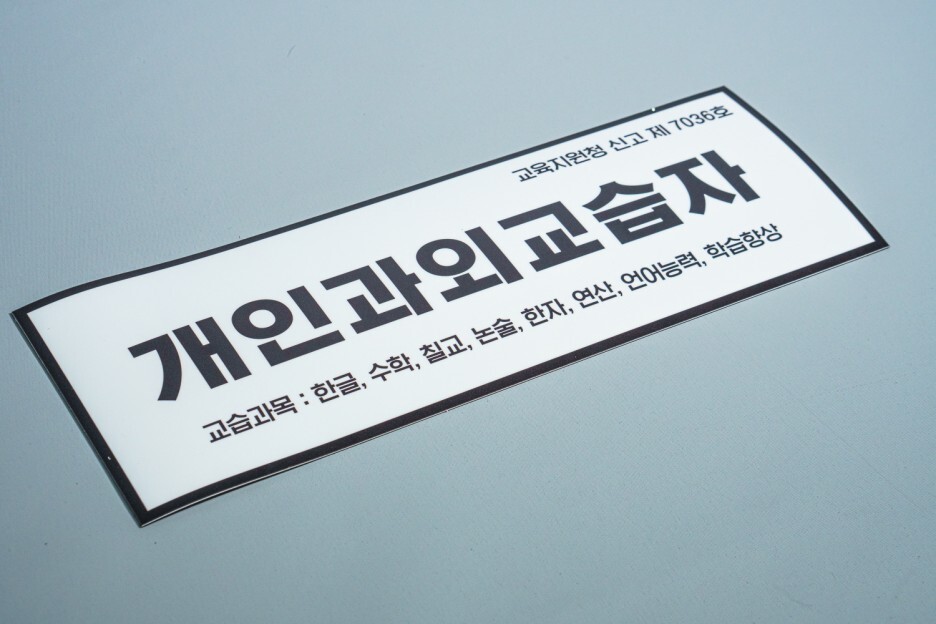 교육지원청 신고 제 7036호
개인과외교습자
교습과목 : 한글, 수학, 칠교, 논술, 한자, 연산, 언어능력, 학습향상